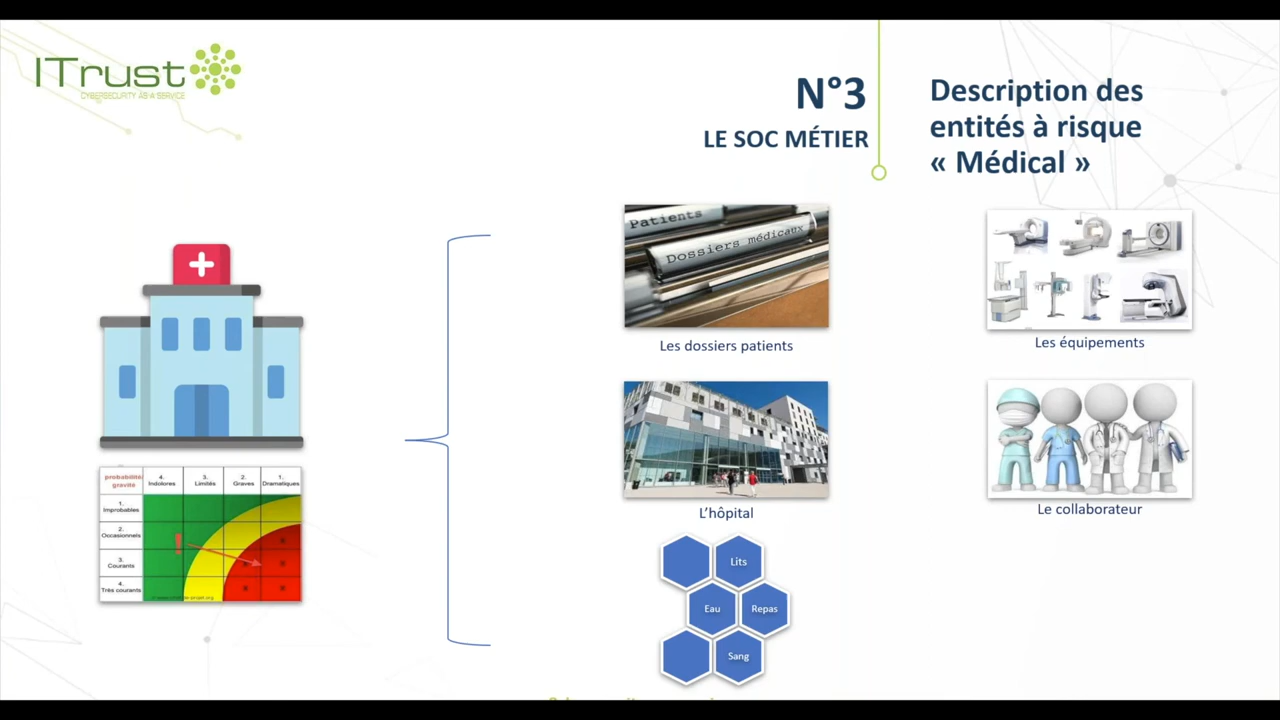 ITrust
CYBERSECURITY AS A SERVICE
N°3
LE SOC MÉTIER
Description des
entités à risque
« Médical »
Patients
Dossiers médicaux
Les dossiers patients
Les équipements
L'hôpital
Le collaborateur
Lits
Eau
Repas
Sang
probabilité
gravité
4.
Indolores
3.
Limités
2.
Graves
1.
Dramatiques
1.
Improbables
2.
Occasionnels
3.
Courants
4.
Très courants
!